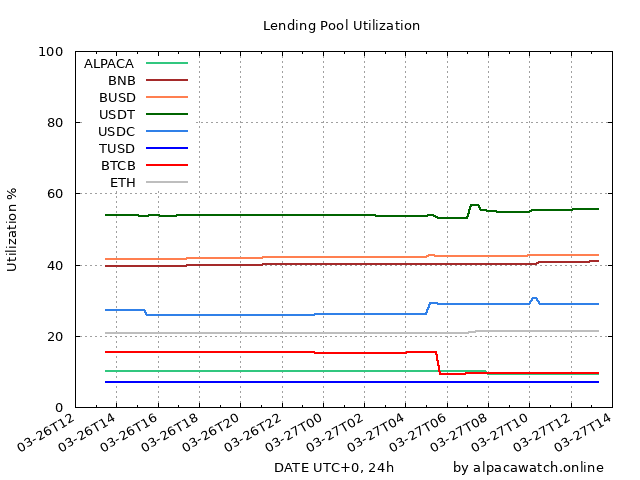 Lending Pool Utilization
100
80
60
40
20
0
Utilization %
ALPACA
BNB
BUSD
USDT
USDC
TUSD
BTCB
ETH
03-26T12
03-26T14
03-26T16
03-26T18
03-26T20
03-26T22
03-27T00
03-27T02
03-27T04
03-27T06
03-27T08
03-27T10
03-27T12
03-27T14
DATE UTC+0, 24h
by alpacawatch.online